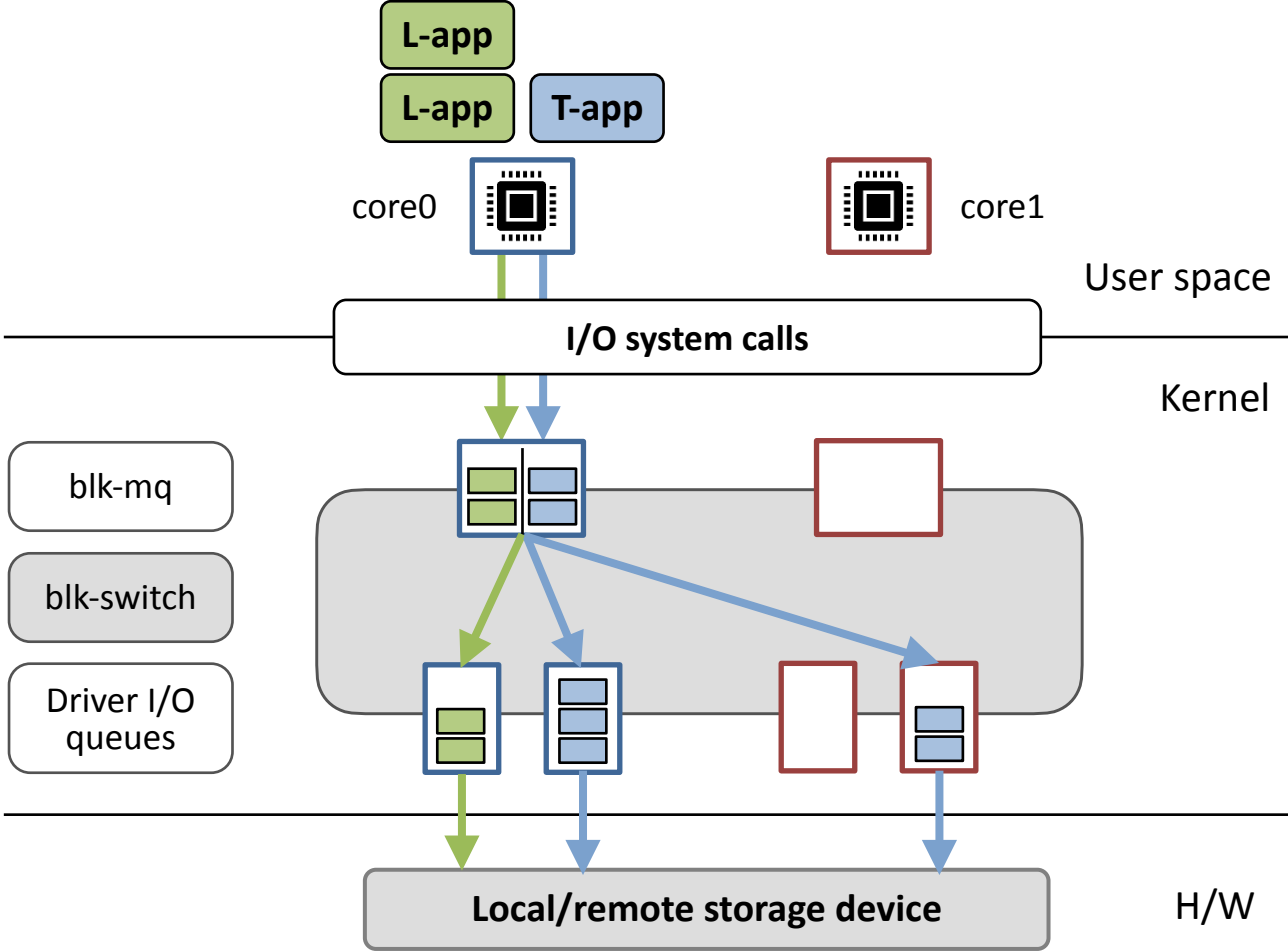 L-app
L-app
T-app
core0
core1
User space
I/O system calls
Kernel
blk-mq
blk-switch
Driver I/O
queues
Local/remote storage device
H/W